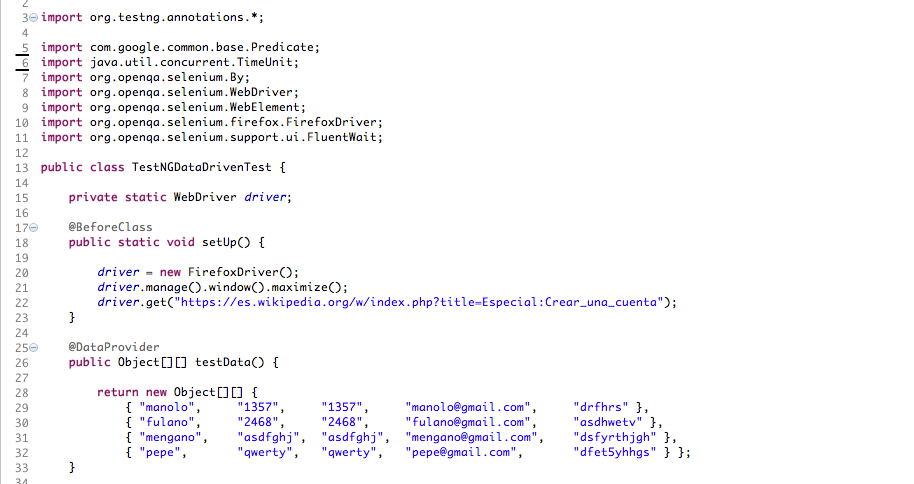 2
3 import org.testng.annotations.*;
4
5 import com.google.common.base.Predicate;
6 import java.util.concurrent.TimeUnit;
7 import org.openqa.selenium.By;
8 import org.openqa.selenium.WebDriver;
9 import org.openqa.selenium.WebElement;
10 import org.openqa.selenium.firefox.FirefoxDriver;
11 import org.openqa.selenium.support.ui.FluentWait;
12
13 public class TestNGDataDrivenTest {
14
15     private static WebDriver driver;
16
17     @BeforeClass
18     public static void setUp() {
19
20         driver = new FirefoxDriver();
21         driver.manage().window().maximize();
22         driver.get("https://es.wikipedia.org/w/index.php?title=Especial:Crear_una_cuenta");
23     }
24
25     @DataProvider
26     public Object[][] testData() {
27
28         return new Object[][] {
29             { "manolo",     "1357",     "1357",     "manolo@gmail.com",     "drfhrs" },
30             { "fulano",     "2468",     "2468",     "fulano@gmail.com",     "asdhwetv" },
31             { "mengano",    "asdfghj",  "asdfghj",  "mengano@gmail.com",    "dsfyrthjgh" },
32             { "pepe",       "qwerty",   "qwerty",   "pepe@gmail.com",       "dfet5yhhgs" } };
33     }
34